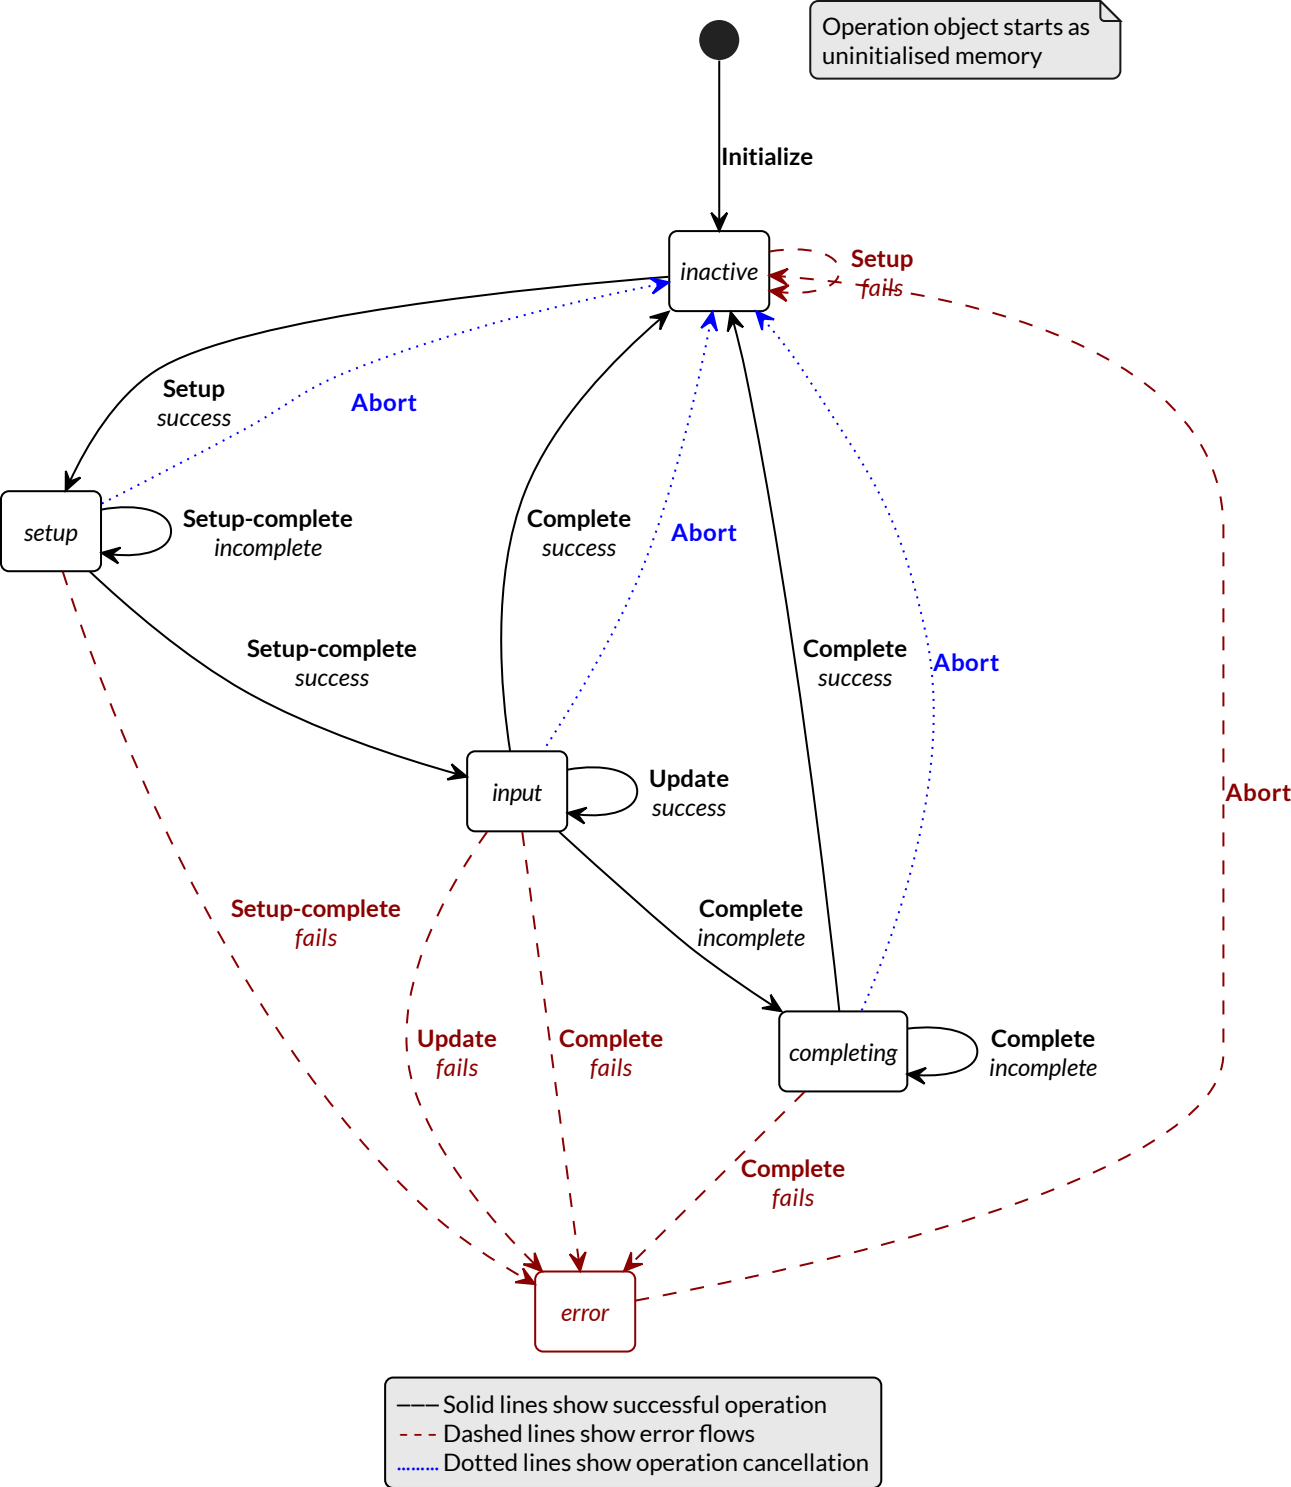 Operation object starts as
uninitialised memory
Initialize
inactive
Setup
fails
Setup
success
Abort
setup
Setup-complete
incomplete
Complete
success
Abort
Setup-complete
success
Complete
success
Abort
input
Update
success
Abort
Setup-complete
fails
Complete
incomplete
Update
fails
Complete
fails
completing
Complete
incomplete
Complete
fails
error
Solid lines show successful operation
Dashed lines show error flows
Dotted lines show operation cancellation